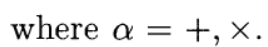 where α = +, ×.